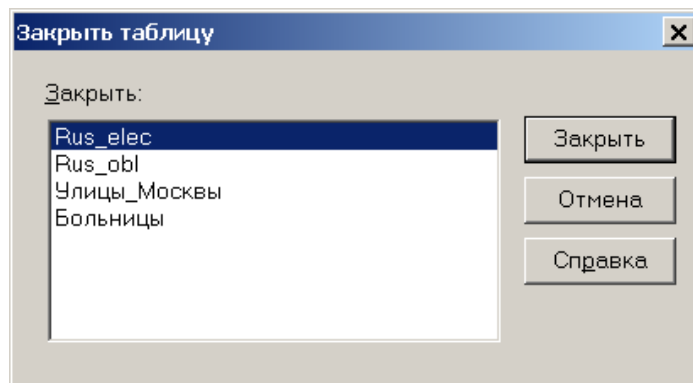 Закрыть таблицу
Закрыть:
Rus_elec
Rus_obl
Улицы_Москвы
Больницы
Закрыть
Отмена
Справка